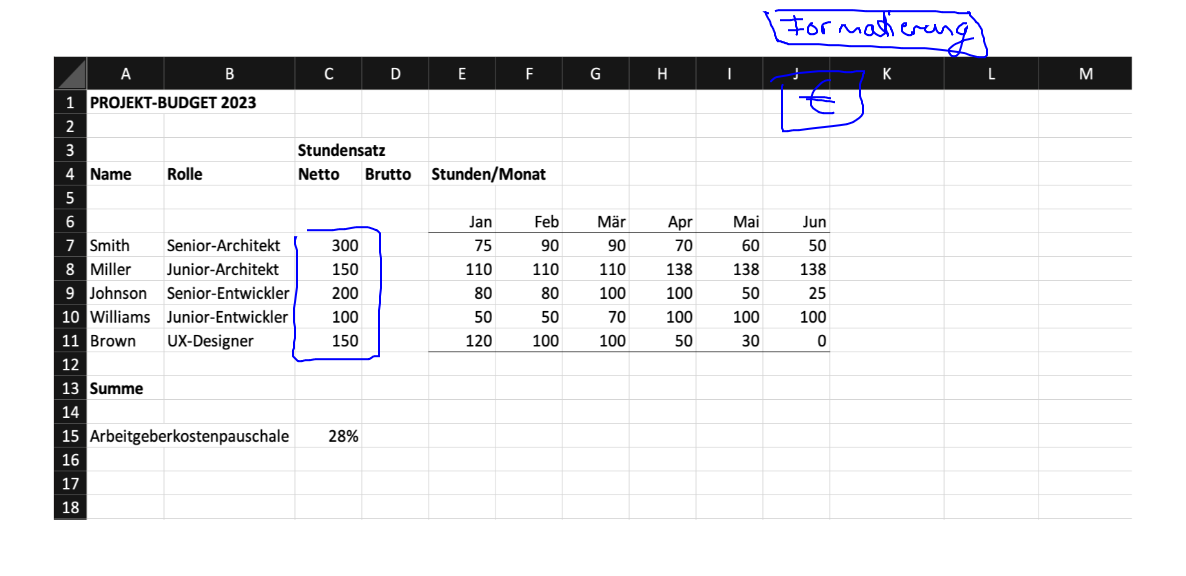 Formatierung
A B C D E F G H I J K L M
€
1 PROJEKT-BUDGET 2023
2
3 Stundensatz
4 Name Rolle Netto Brutto Stunden/Monat
5
6 Jan Feb Mär Apr Mai Jun
7 Smith Senior-Architekt 300 75 90 90 70 60 50
8 Miller Junior-Architekt 150 110 110 110 138 138 138
9 Johnson Senior-Entwickler 200 80 80 100 100 50 25
10 Williams Junior-Entwickler 100 50 50 70 100 100 100
11 Brown UX-Designer 150 120 100 100 50 30 0
12
13 Summe
14
15 Arbeitgeberkostenpauschale 28%
16
17
18